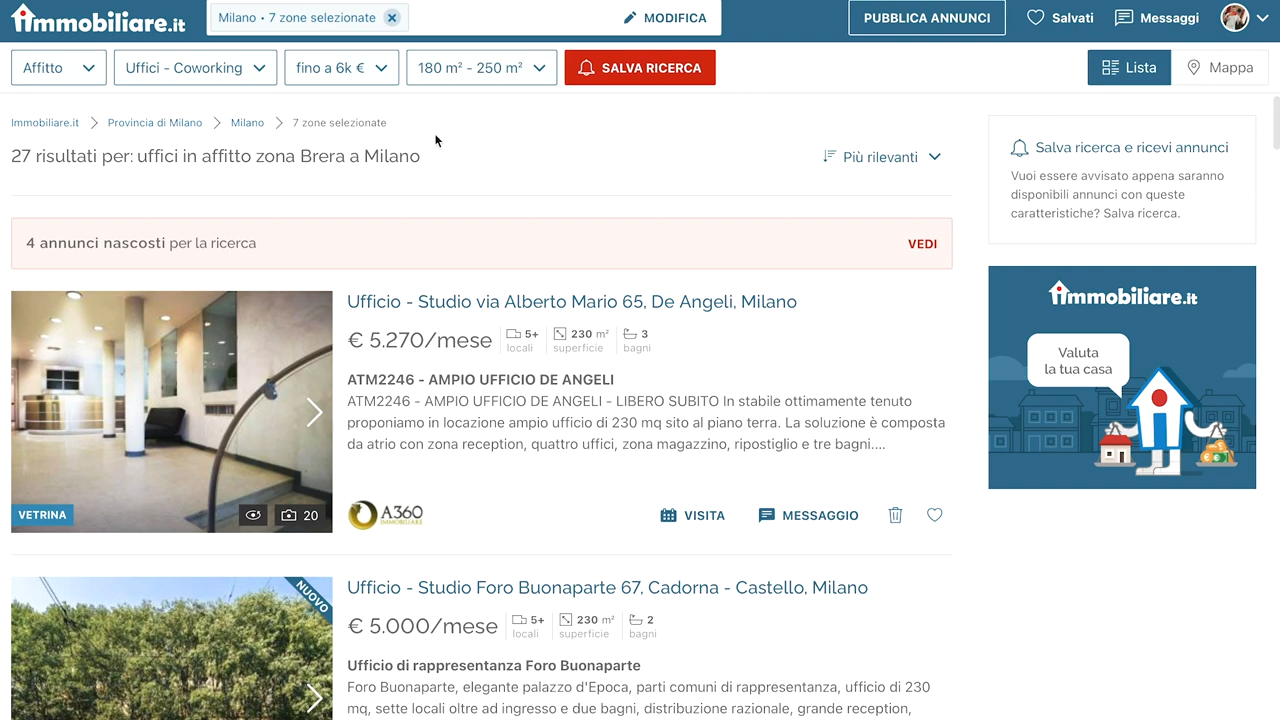 immobiliare.it
Milano • 7 zone selezionate
MODIFICA
PUBBLICA ANNUNCI
Salvati
Messaggi
Affitto
Uffici - Coworking
fino a 6k €
180 m² - 250 m²
SALVA RICERCA
Lista
Mappa
Immobiliare.it
Provincia di Milano
Milano
7 zone selezionate
27 risultati per: uffici in affitto zona Brera a Milano
Più rilevanti
Salva ricerca e ricevi annunci
Vuoi essere avvisato appena saranno
disponibili annunci con queste
caratteristiche? Salva ricerca.
4 annunci nascosti per la ricerca
VEDI
immobiliare.it
Valuta
la tua casa
VETRINA
20
Ufficio - Studio via Alberto Mario 65, De Angeli, Milano
€ 5.270/mese
5+
locali
230 m²
superficie
3
bagni
ATM2246 - AMPIO UFFICIO DE ANGELI
ATM2246 - AMPIO UFFICIO DE ANGELI - LIBERO SUBITO In stabile ottimamente tenuto
proponiamo in locazione ampio ufficio di 230 mq sito al piano terra. La soluzione è composta
da atrio con zona reception, quattro uffici, zona magazzino, ripostiglio e tre bagni....
A360
IMMOBILIARE
VISITA
MESSAGGIO
NUOVO
Ufficio - Studio Foro Buonaparte 67, Cadorna - Castello, Milano
€ 5.000/mese
5+
locali
230 m²
superficie
2
bagni
Ufficio di rappresentanza Foro Buonaparte
Foro Buonaparte, elegante palazzo d'Epoca, parti comuni di rappresentanza, ufficio di 230
mq, sette locali oltre ad ingresso e due bagni, distribuzione razionale, grande reception,